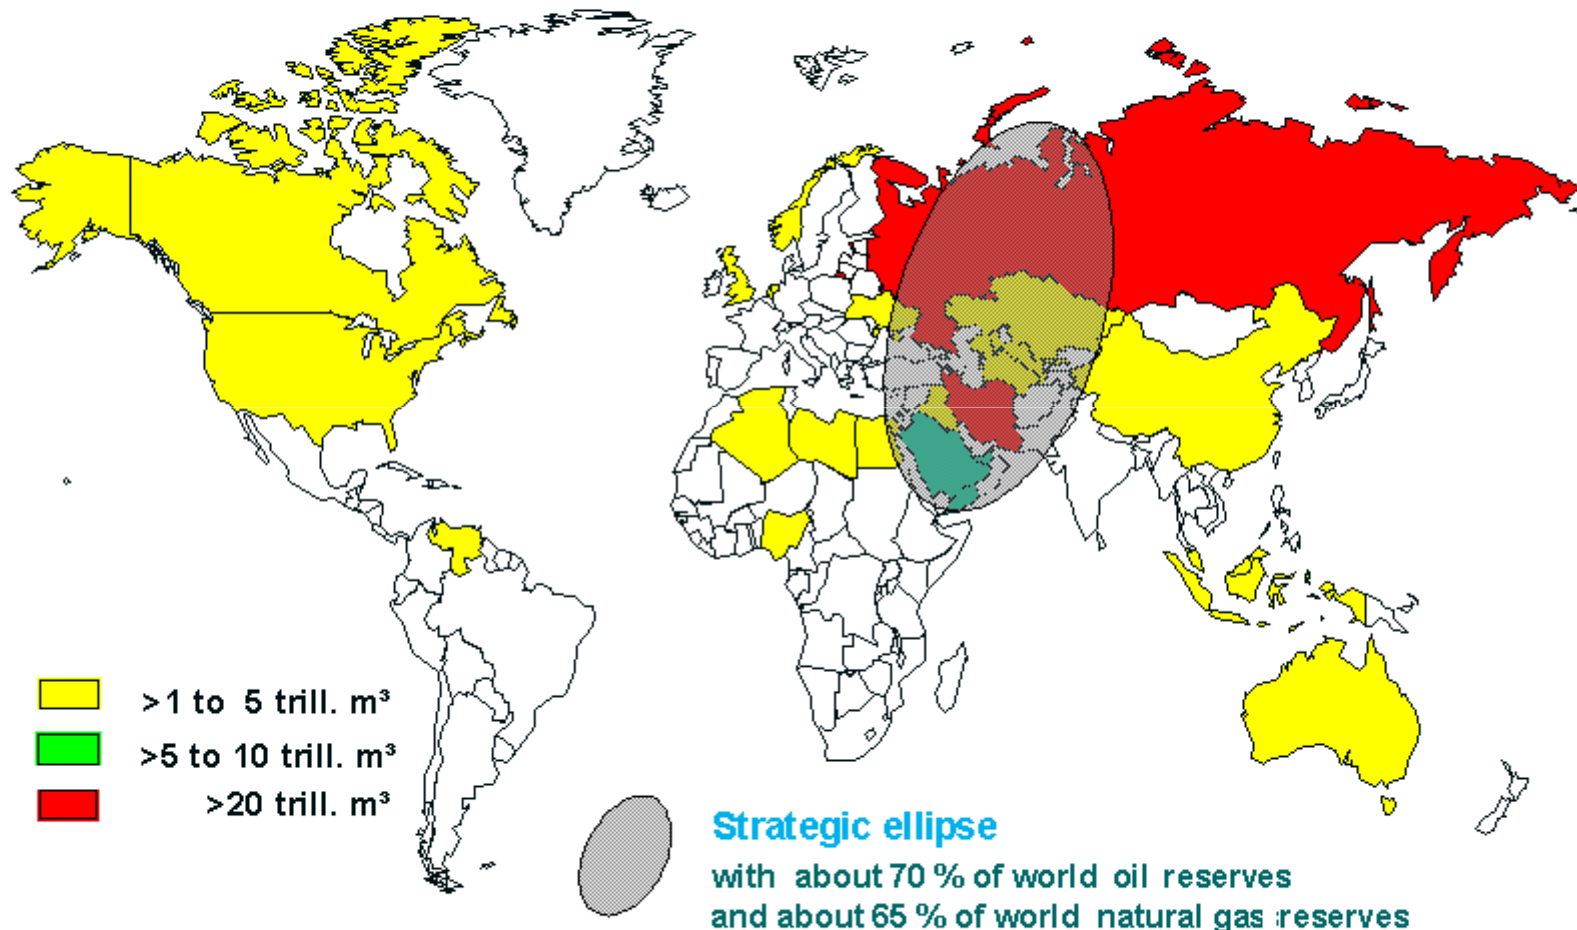 >1 to 5 trill. m³
>5 to 10 trill. m³
>20 trill. m³
Strategic ellipse
with about 70 % of world oil reserves
and about 65 % of world natural gas reserves